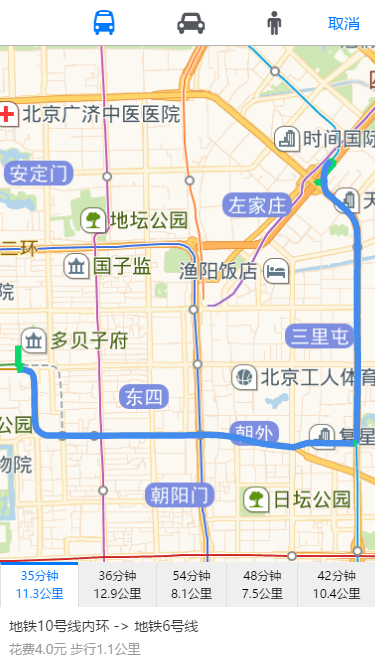 取消
北京广济中医医院
时间国际
安定门
地坛公园
左家庄
二环
国子监
渔阳饭店
院
多贝子府
三里屯
北京工人体育
东四
公园
朝外
复星
物院
朝阳门
日坛公园
35分钟 36分钟 54分钟 48分钟 42分钟
11.3公里 12.9公里 8.1公里 7.5公里 10.4公里
地铁10号线内环 -> 地铁6号线
花费4.0元 步行1.1公里